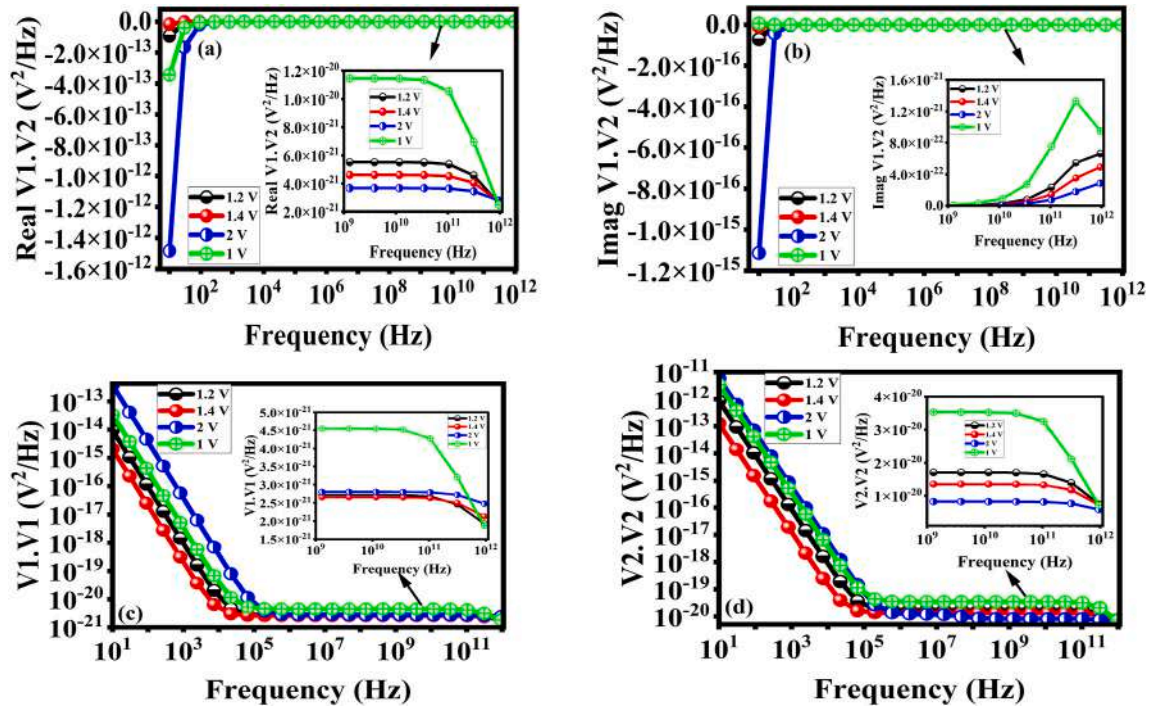 0.0
-2.0×10⁻¹³
-4.0×10⁻¹³
-6.0×10⁻¹³
-8.0×10⁻¹³
-1.0×10⁻¹²
-1.2×10⁻¹²
-1.4×10⁻¹²
-1.6×10⁻¹²
Real V1.V2 (V²/Hz)
(a)
1.2×10⁻²⁰
1.0×10⁻²⁰
8.0×10⁻²¹
6.0×10⁻²¹
4.0×10⁻²¹
2.0×10⁻²¹
Real V1.V2 (V²/Hz)
1.2 V
1.4 V
2 V
1 V
10⁹ 10¹⁰ 10¹¹ 10¹²
Frequency (Hz)
1.2 V
1.4 V
2 V
1 V
10² 10⁴ 10⁶ 10⁸ 10¹⁰ 10¹²
Frequency (Hz)
0.0
-2.0×10⁻¹⁶
-4.0×10⁻¹⁶
-6.0×10⁻¹⁶
-8.0×10⁻¹⁶
-1.0×10⁻¹⁵
-1.2×10⁻¹⁵
Imag V1.V2 (V²/Hz)
(b)
1.6×10⁻²¹
1.2×10⁻²¹
8.0×10⁻²²
4.0×10⁻²²
0.0
Imag V1.V2 (V²/Hz)
1.2 V
1.4 V
2 V
1 V
10⁹ 10¹⁰ 10¹¹ 10¹²
Frequency (Hz)
1.2 V
1.4 V
2 V
1 V
10² 10⁴ 10⁶ 10⁸ 10¹⁰ 10¹²
Frequency (Hz)
10⁻¹³
10⁻¹⁴
10⁻¹⁵
10⁻¹⁶
10⁻¹⁷
10⁻¹⁸
10⁻¹⁹
10⁻²⁰
10⁻²¹
V1.V1 (V²/Hz)
1.2 V
1.4 V
2 V
1 V
5.0×10⁻²¹
4.5×10⁻²¹
4.0×10⁻²¹
3.5×10⁻²¹
3.0×10⁻²¹
2.5×10⁻²¹
2.0×10⁻²¹
1.5×10⁻²¹
V1.V1 (V²/Hz)
1.2 V
1.4 V
2 V
1 V
10⁹ 10¹⁰ 10¹¹ 10¹²
Frequency (Hz)
(c)
10¹ 10³ 10⁵ 10⁷ 10⁹ 10¹¹
Frequency (Hz)
10⁻¹¹
10⁻¹²
10⁻¹³
10⁻¹⁴
10⁻¹⁵
10⁻¹⁶
10⁻¹⁷
10⁻¹⁸
10⁻¹⁹
10⁻²⁰
V2.V2 (V²/Hz)
1.2 V
1.4 V
2 V
1 V
4×10⁻²⁰
3×10⁻²⁰
2×10⁻²⁰
1×10⁻²⁰
V2.V2 (V²/Hz)
1.2 V
1.4 V
2 V
1 V
10⁹ 10¹⁰ 10¹¹ 10¹²
Frequency (Hz)
(d)
10¹ 10³ 10⁵ 10⁷ 10⁹ 10¹¹
Frequency (Hz)